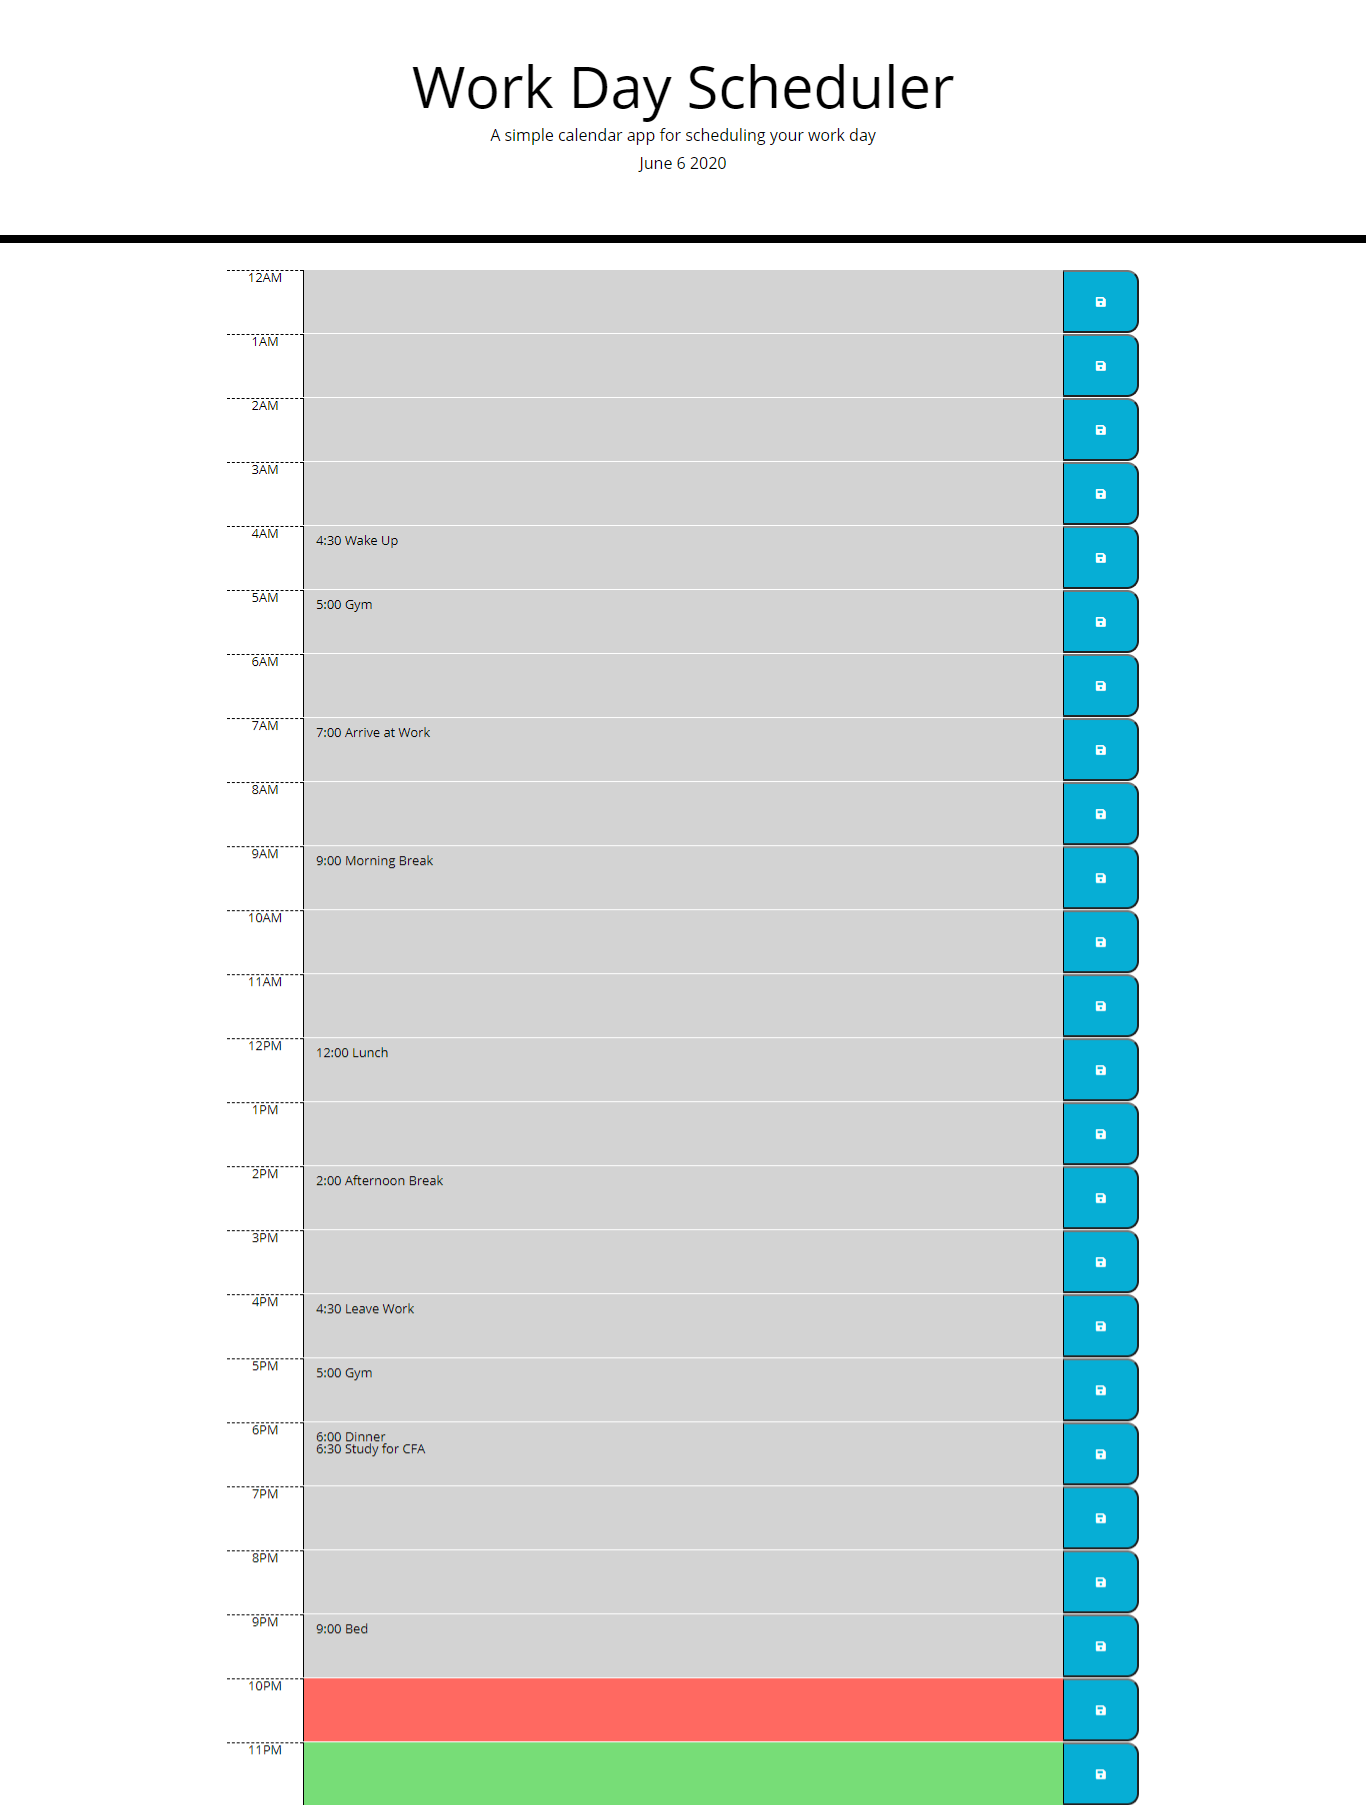 Work Day Scheduler
A simple calendar app for scheduling your work day
June 6 2020
12AM
1AM
2AM
3AM
4AM
4:30 Wake Up
5AM
5:00 Gym
6AM
7AM
7:00 Arrive at Work
8AM
9AM
9:00 Morning Break
10AM
11AM
12PM
12:00 Lunch
1PM
2PM
2:00 Afternoon Break
3PM
4PM
4:30 Leave Work
5PM
5:00 Gym
6PM
6:00 Dinner
6:30 Study for CFA
7PM
8PM
9PM
9:00 Bed
10PM
11PM